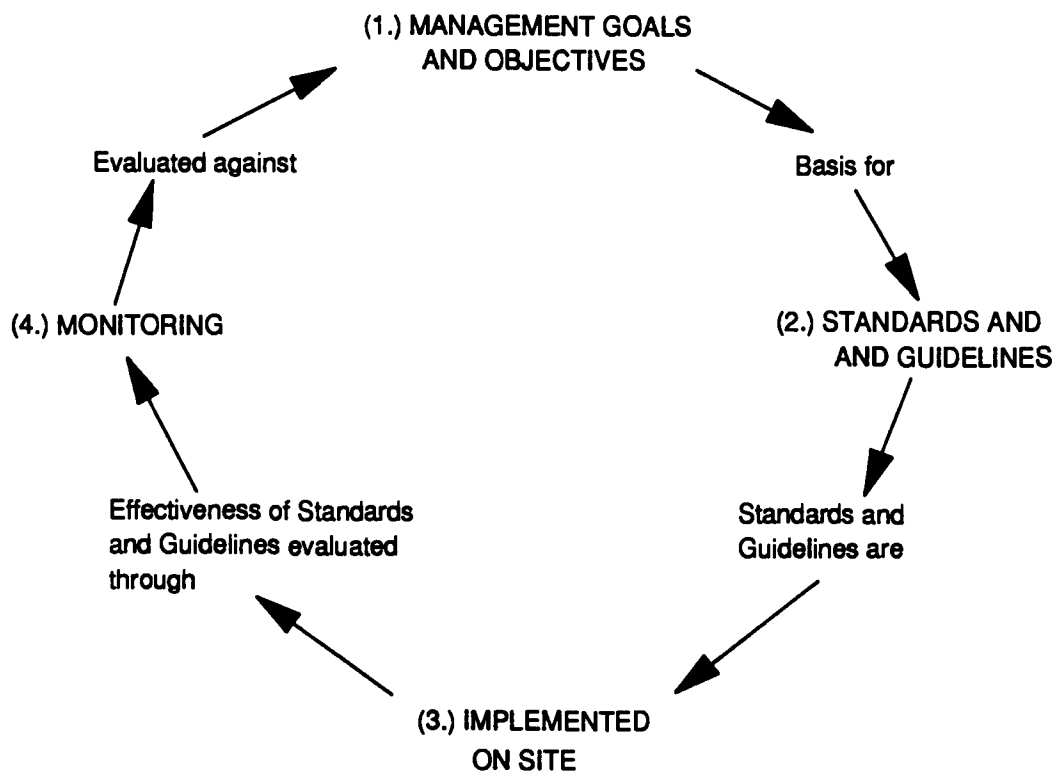 (1.) MANAGEMENT GOALS
AND OBJECTIVES
Basis for
(2.) STANDARDS AND
AND GUIDELINES
Standards and
Guidelines are
(3.) IMPLEMENTED
ON SITE
Effectiveness of Standards
and Guidelines evaluated
through
(4.) MONITORING
Evaluated against